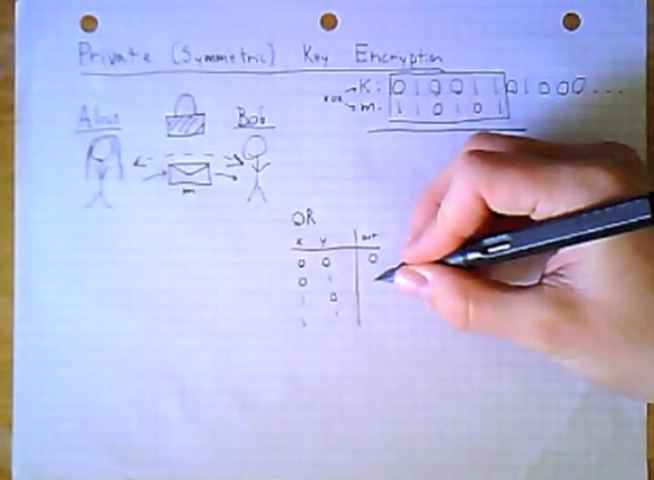 Private (Symmetric) Key Encryption
K: 0 1 0 0 1 1 0 1 0 0 0 ...
xor
m: 1 1 0 1 0 1
Alice
Bob
m
OR
x y out
0 0 0
0 1
1 0
1 1